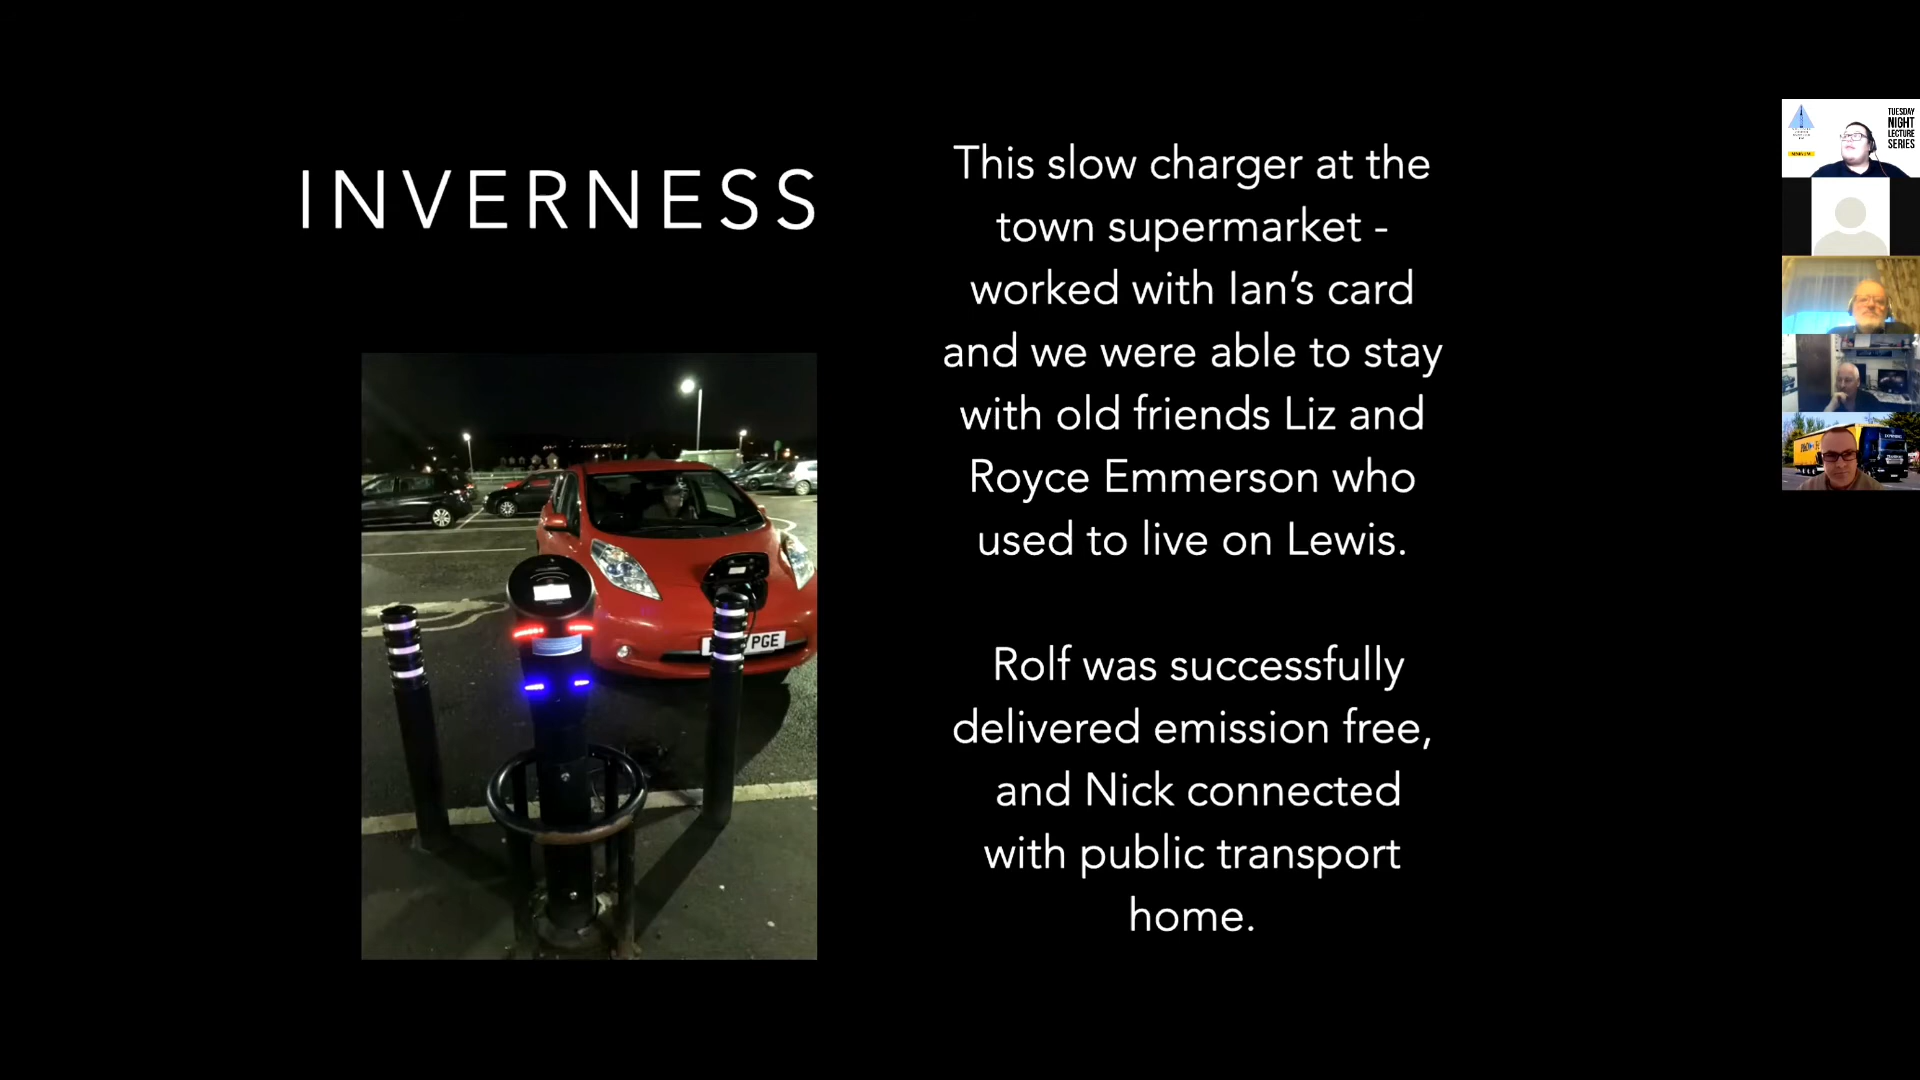 INVERNESS
This slow charger at the
town supermarket -
worked with Ian’s card
and we were able to stay
with old friends Liz and
Royce Emmerson who
used to live on Lewis.
Rolf was successfully
delivered emission free,
and Nick connected
with public transport
home.
PGE
TUESDAY
NIGHT
LECTURE
SERIES